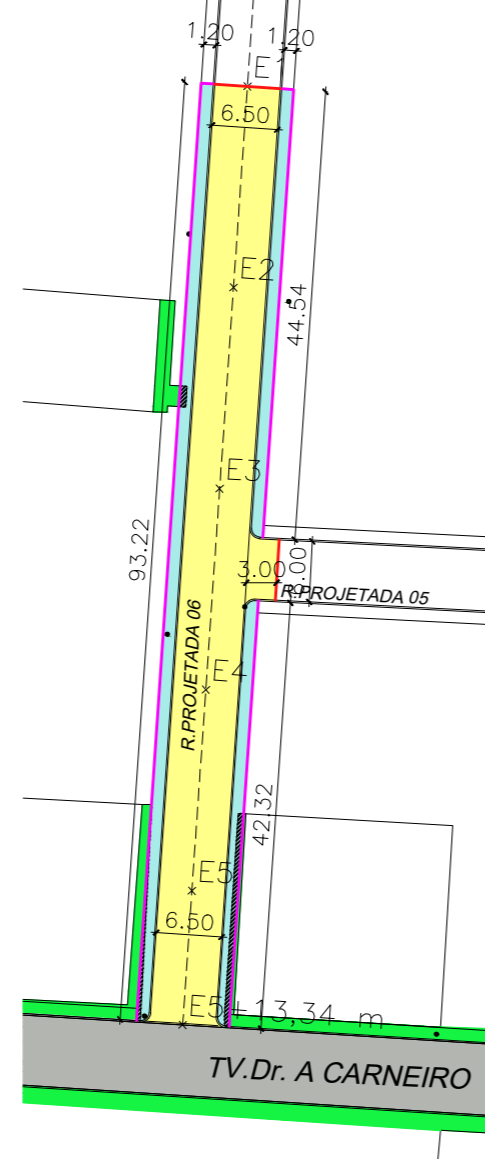 1.20
1.20
E1
6.50
E2
44.54
E3
93.22
3.00
R.PROJETADA 05
R.PROJETADA 06
E4
42.32
E5
6.50
E5+13,34 m
TV.Dr. A CARNEIRO